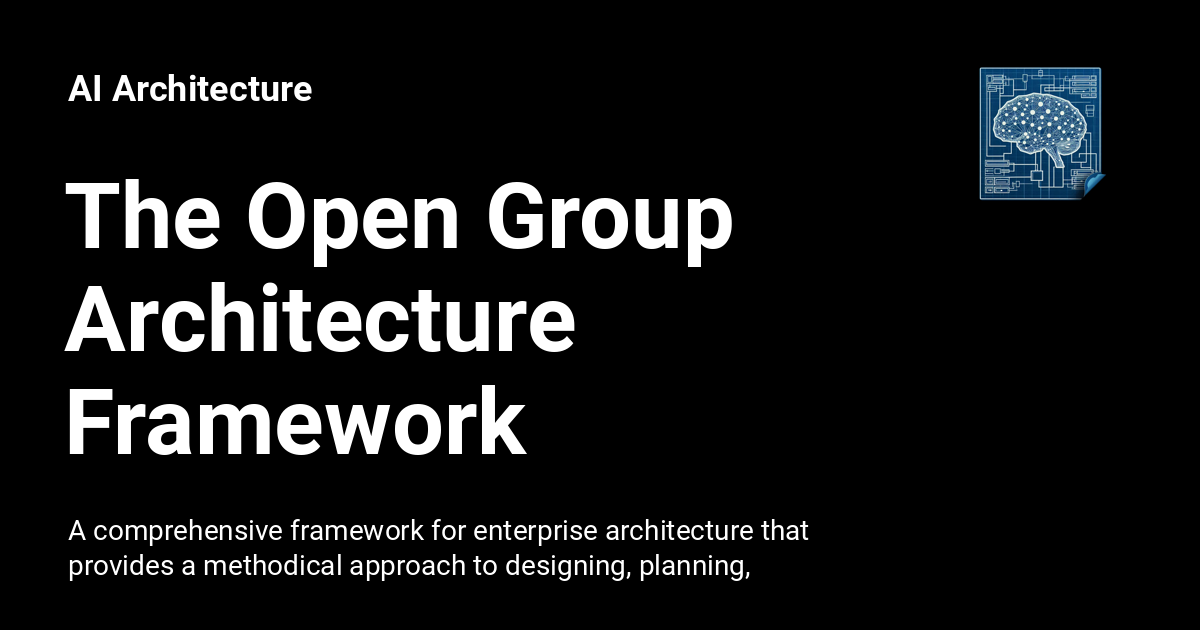 AI Architecture
The Open Group
Architecture
Framework
A comprehensive framework for enterprise architecture that
provides a methodical approach to designing, planning,